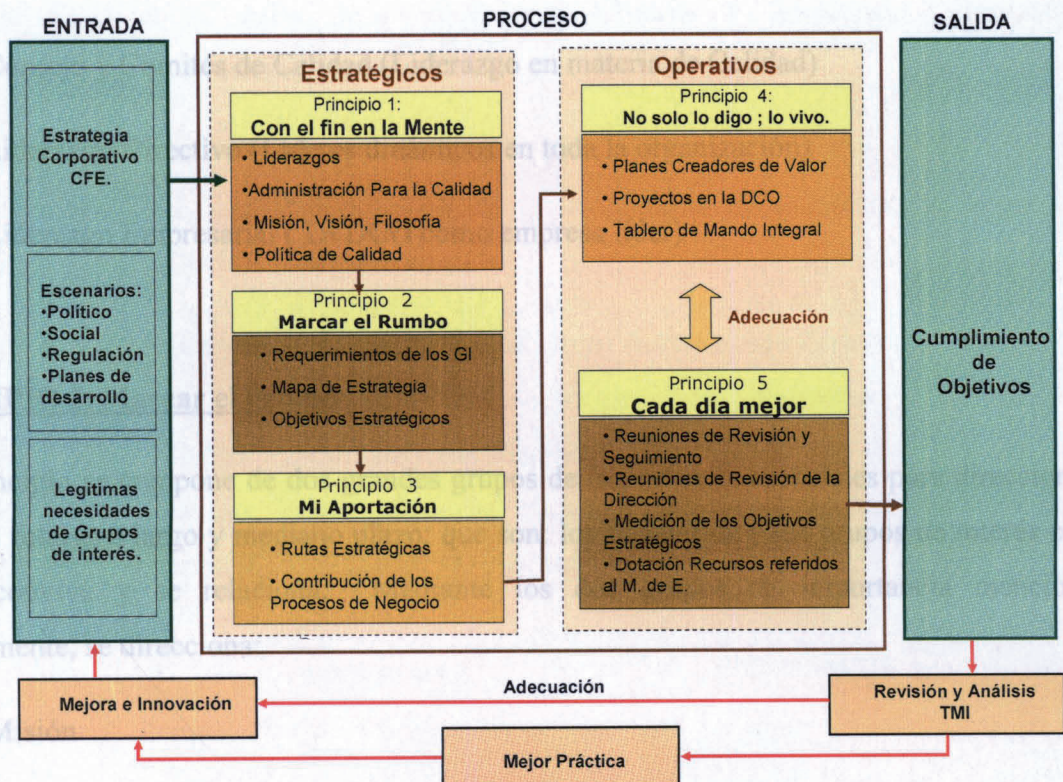 ENTRADA
PROCESO
SALIDA
Estrategia
Corporativo
CFE.
Escenarios:
•Político
•Social
•Regulación
•Planes de
desarrollo
Legitimas
necesidades
de Grupos
de interés.
Estratégicos
Principio 1:
Con el fin en la Mente
• Liderazgos
•Administración Para la Calidad
• Misión, Visión, Filosofía
• Política de Calidad
Principio 2
Marcar el Rumbo
• Requerimientos de los GI
• Mapa de Estrategia
• Objetivos Estratégicos
Principio 3
Mi Aportación
• Rutas Estratégicas
• Contribución de los
Procesos de Negocio
Operativos
Principio 4:
No solo lo digo ; lo vivo.
• Planes Creadores de Valor
• Proyectos en la DCO
• Tablero de Mando Integral
Adecuación
Principio 5
Cada día mejor
• Reuniones de Revisión y
Seguimiento
• Reuniones de Revisión de la
Dirección
• Medición de los Objetivos
Estratégicos
• Dotación Recursos referidos
al M. de E.
Cumplimiento
de
Objetivos
Mejora e Innovación
Adecuación
Revisión y Análisis
TMI
Mejor Práctica
Misión